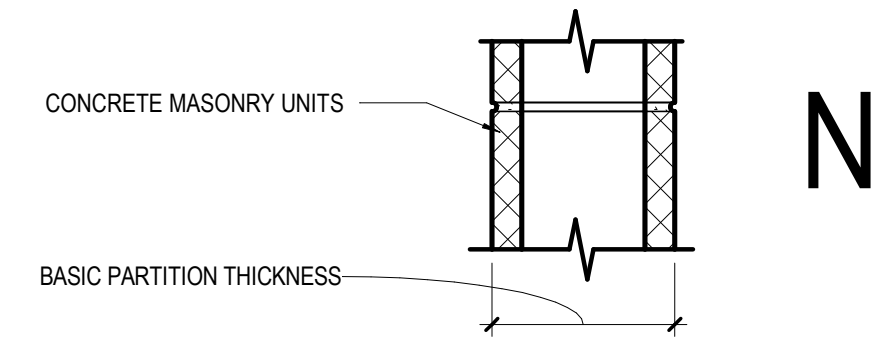 CONCRETE MASONRY UNITS
N
BASIC PARTITION THICKNESS